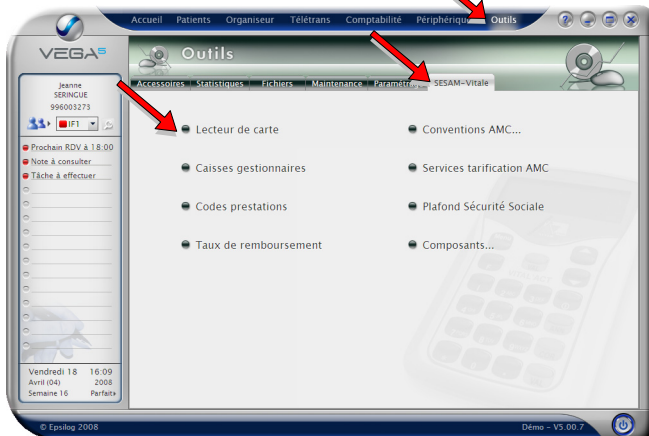 Accueil Patients Organiseur Télétrans Comptabilité Périphérique Outils ?
VEGA5
Outils
Accessoires Statistiques Fichiers Maintenance SESAM-Vitale
Jeanne
SERINGUE
996003273
IF1
Prochain RDV à 18:00
Note à consulter
Tâche à effectuer
Lecteur de carte
Conventions AMC...
Caisses gestionnaires
Services tarification AMC
Codes prestations
Plafond Sécurité Sociale
Taux de remboursement
Composants...
Vendredi 18 16:09
Avril (04) 2008
Semaine 16 Parfait
© Epsilog 2008
Démo - V5.00.7